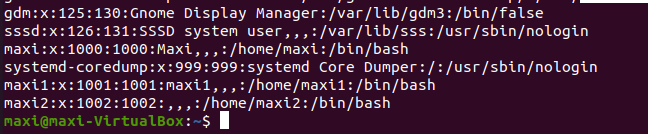 gdm:x:125:130:Gnome Display Manager:/var/lib/gdm3:/bin/false
sssd:x:126:131:SSSD system user,,,:/var/lib/sss:/usr/sbin/nologin
maxi:x:1000:1000:Maxi,,,:/home/maxi:/bin/bash
systemd-coredump:x:999:999:systemd Core Dumper:/:/usr/sbin/nologin
maxi1:x:1001:1001:maxi1,,,:/home/maxi1:/bin/bash
maxi2:x:1002:1002:,,,:/home/maxi2:/bin/bash
maxi@maxi-VirtualBox:~$